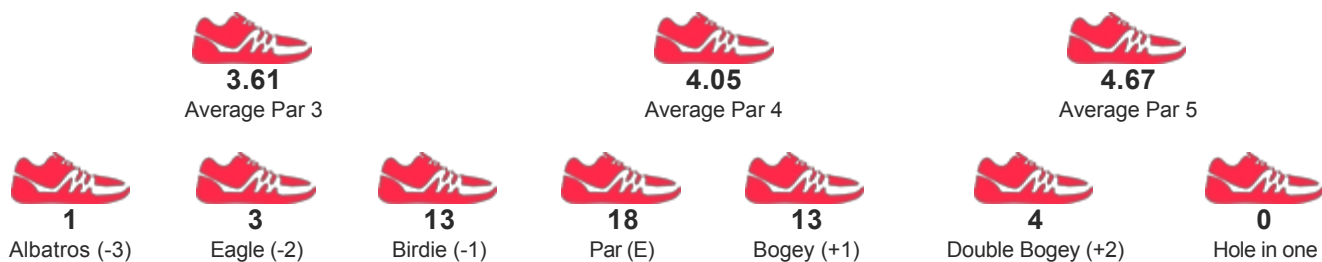 3.61 4.05 4.67
Average Par 3 Average Par 4 Average Par 5
1 3 13 18 13 4 0
Albatros (-3) Eagle (-2) Birdie (-1) Par (E) Bogey (+1) Double Bogey (+2) Hole in one